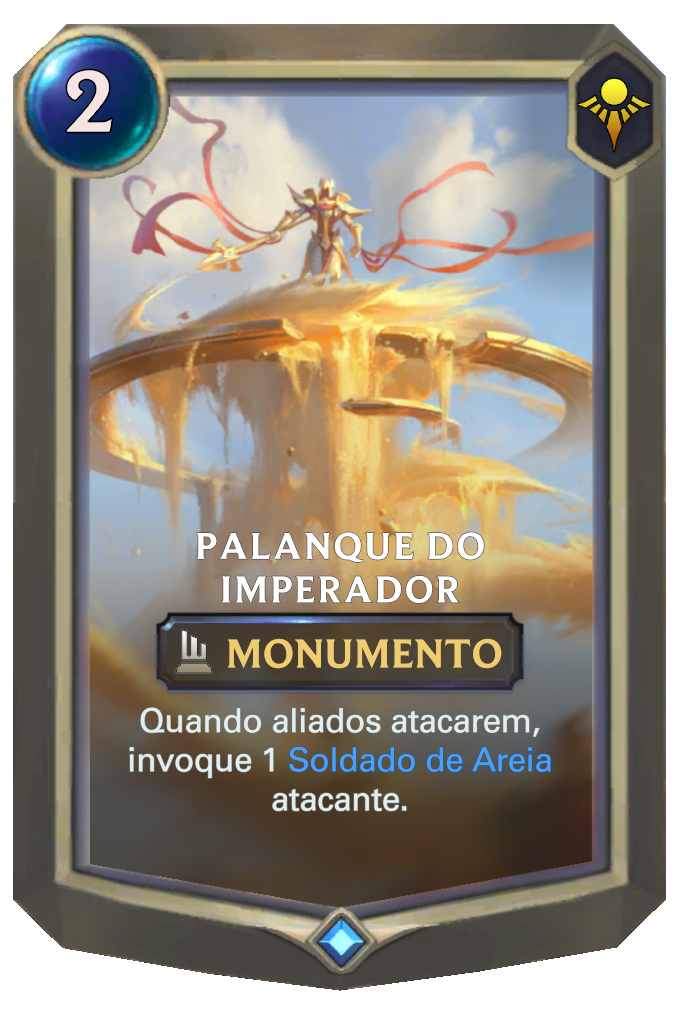 2
PALANQUE DO
IMPERADOR
MONUMENTO
Quando aliados atacarem,
invoque 1 Soldado de Areia
atacante.